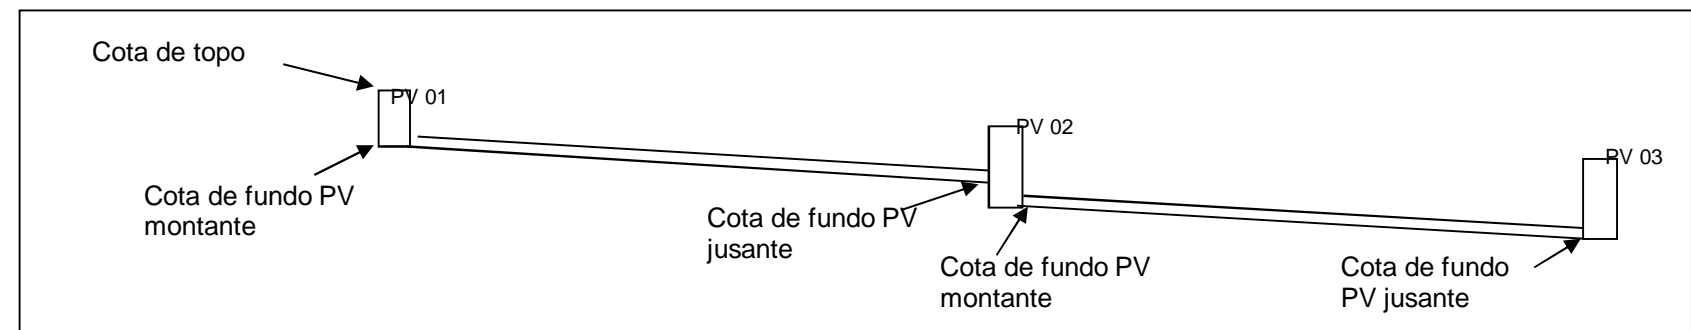 Cota de topo
PV 01
PV 02
PV 03
Cota de fundo PV
montante
Cota de fundo PV
jusante
Cota de fundo PV
montante
Cota de fundo
PV jusante